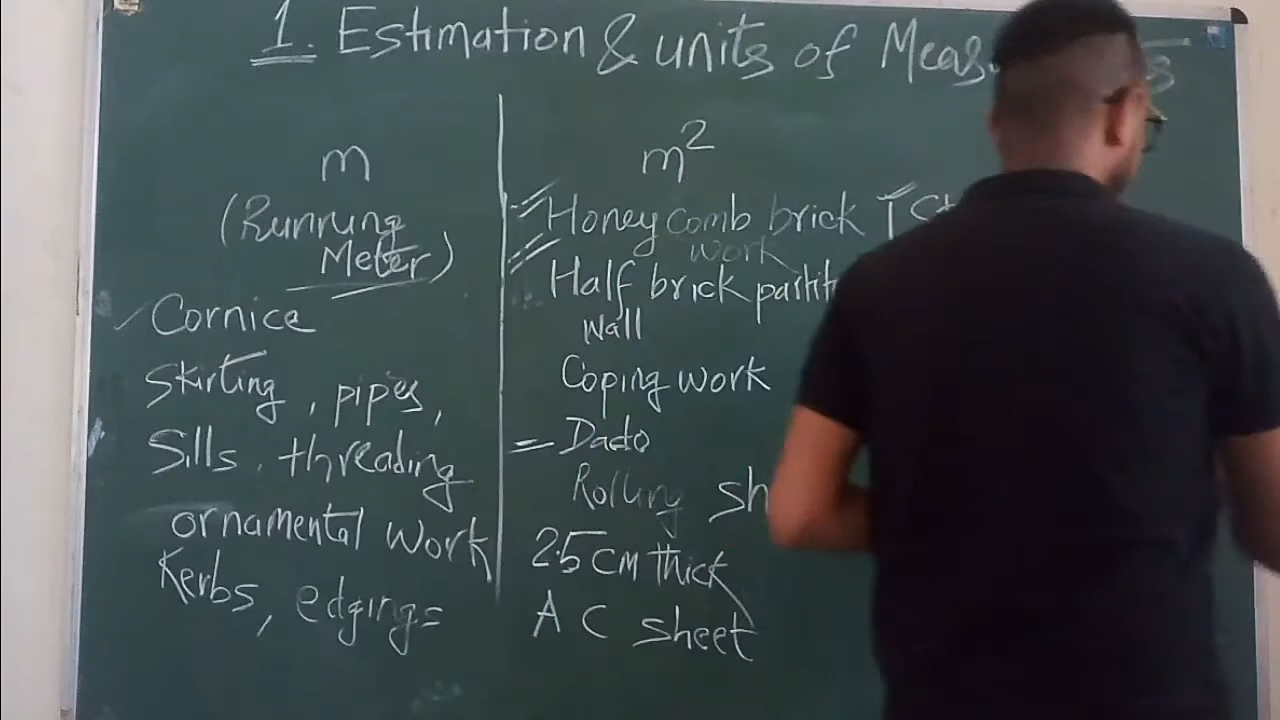 1. Estimation & units of Meas
m
(Running
Meter)
Cornice
Skirting, pipes,
Sills, threading
ornamental work
Kerbs, edgings
m²
Honey comb brick
work
Half brick partit
Wall
Coping work
= Dado
Rolling sh
2.5 cm thick
A C sheet